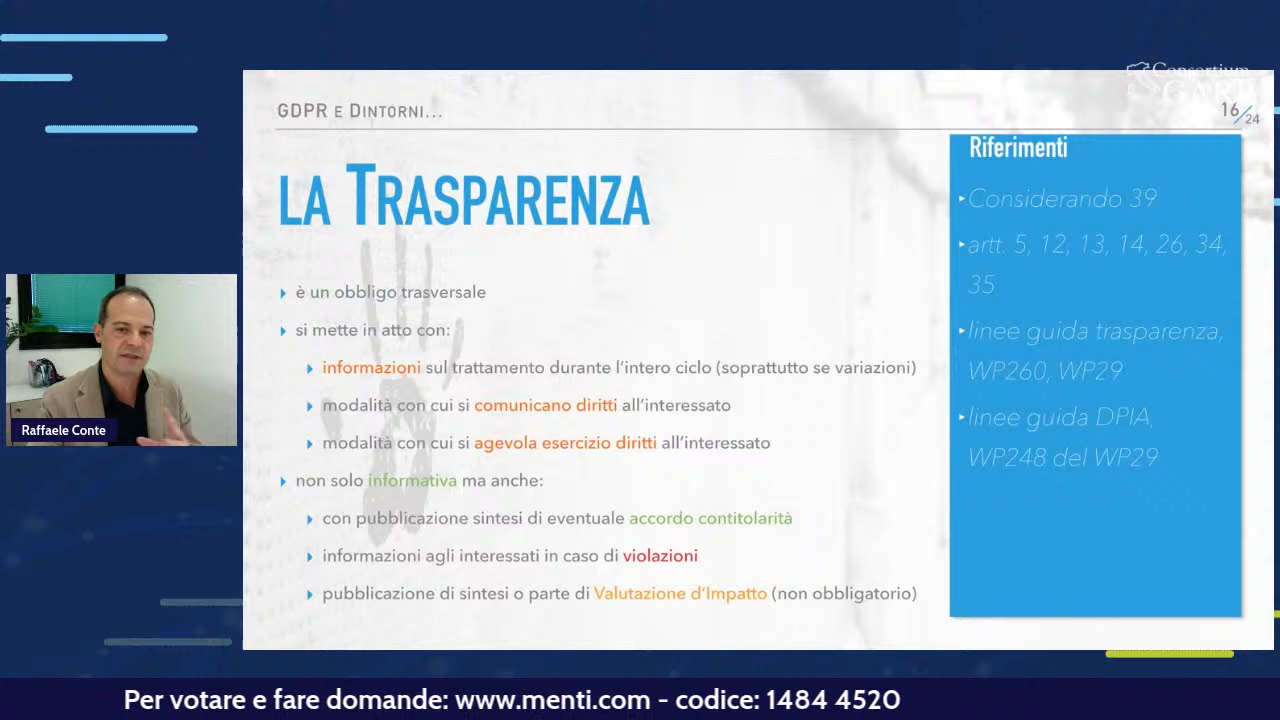 Consortium
GARR
GDPR E DINTORNI...
16/24
LA TRASPARENZA
è un obbligo trasversale
si mette in atto con:
informazioni sul trattamento durante l'intero ciclo (soprattutto se variazioni)
modalità con cui si comunicano diritti all'interessato
modalità con cui si agevola esercizio diritti all'interessato
non solo informativa ma anche:
con pubblicazione sintesi di eventuale accordo contitolarità
informazioni agli interessati in caso di violazioni
pubblicazione di sintesi o parte di Valutazione d'Impatto (non obbligatorio)
Riferimenti
Considerando 39
artt. 5, 12, 13, 14, 26, 34,
35
linee guida trasparenza,
WP260, WP29
linee guida DPIA,
WP248 del WP29
Raffaele Conte
Per votare e fare domande: www.menti.com - codice: 1484 4520